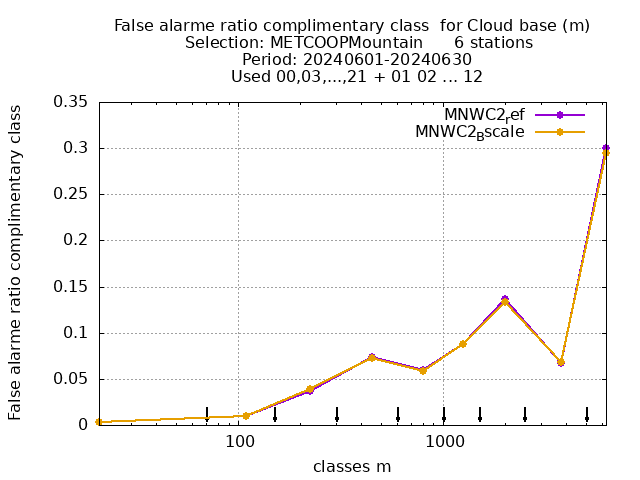 False alarme ratio complimentary class  for Cloud base (m)
Selection: METCOOPMountain      6 stations
Period: 20240601-20240630
Used 00,03,...,21 + 01 02 ... 12
False alarme ratio complimentary class
0.35
0.3
0.25
0.2
0.15
0.1
0.05
0
MNWC2ref
MNWC2Bscale
100
1000
classes m